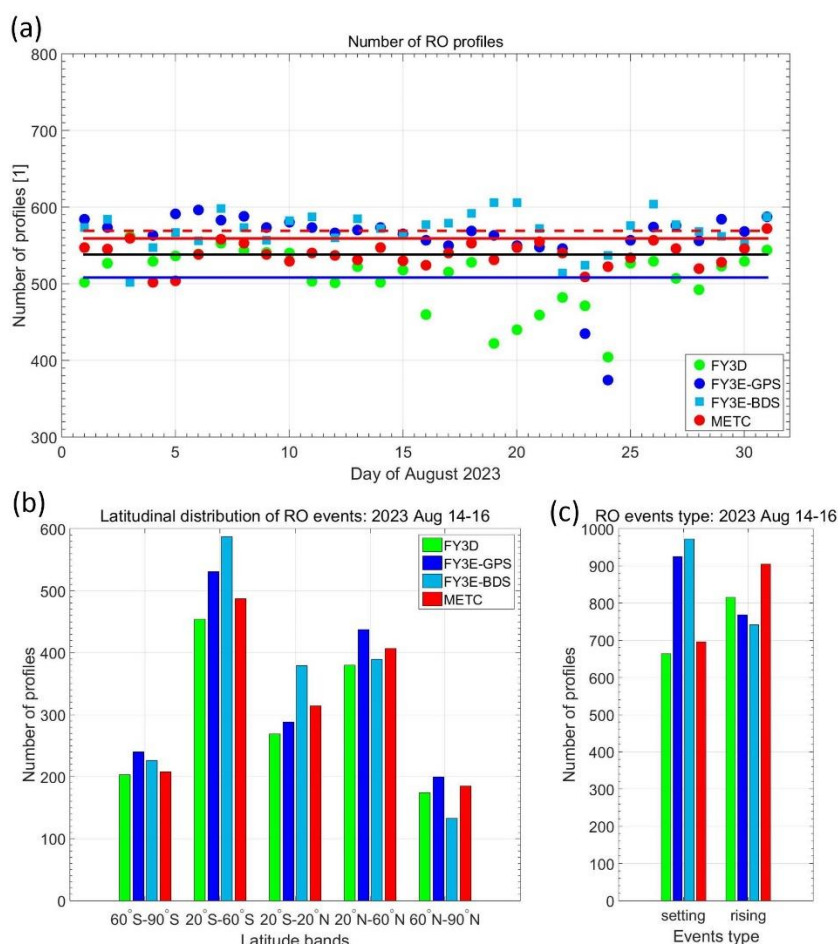 (a)
Number of RO profiles
800
700
600
500
400
300
Number of profiles [1]
0 5 10 15 20 25 30
Day of August 2023
FY3D
FY3E-GPS
FY3E-BDS
METC
(b)
Latitudinal distribution of RO events: 2023 Aug 14-16
600
500
400
300
200
100
0
Number of profiles
FY3D
FY3E-GPS
FY3E-BDS
METC
60°S-90°S 20°S-60°S 20°S-20°N 20°N-60°N 60°N-90°N
Latitude bands
(c)
RO events type: 2023 Aug 14-16
1000
900
800
700
600
500
400
300
200
100
0
Number of profiles
setting rising
Events type